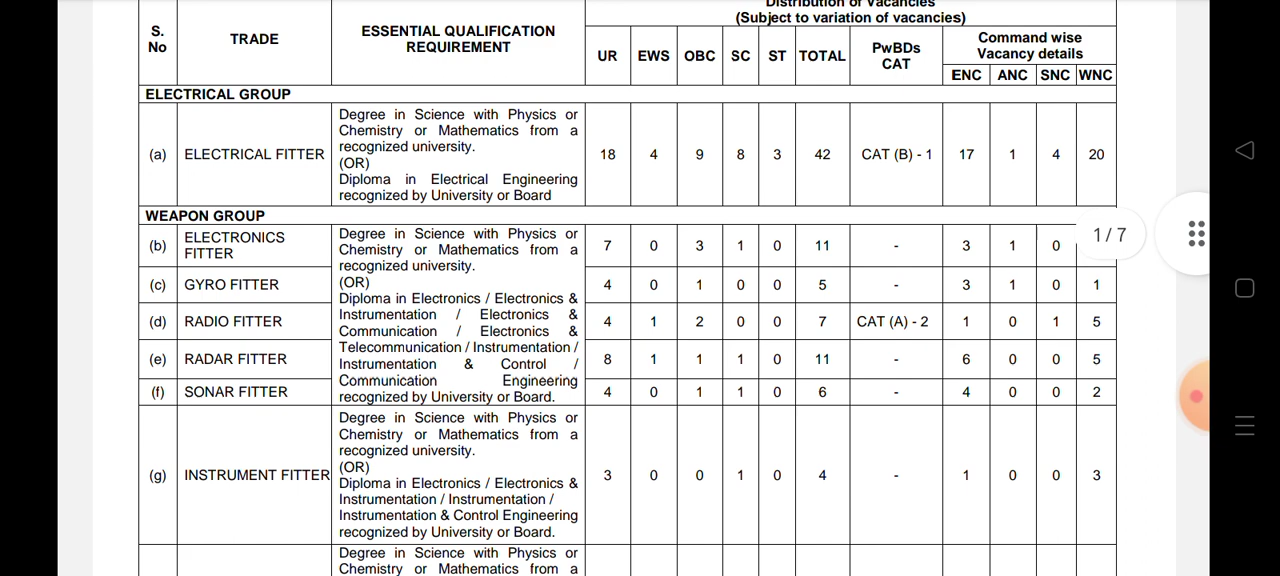 Distribution of Vacancies
(Subject to variation of vacancies)
S. No TRADE ESSENTIAL QUALIFICATION REQUIREMENT UR EWS OBC SC ST TOTAL PwBDs CAT Command wise Vacancy details
ENC ANC SNC WNC
ELECTRICAL GROUP
(a) ELECTRICAL FITTER
Degree in Science with Physics or
Chemistry or Mathematics from a
recognized university.
(OR)
Diploma in Electrical Engineering
recognized by University or Board
18 4 9 8 3 42 CAT (B) - 1 17 1 4 20
WEAPON GROUP
Degree in Science with Physics or
Chemistry or Mathematics from a
recognized university.
(OR)
Diploma in Electronics / Electronics &
Instrumentation / Electronics &
Communication / Electronics &
Telecommunication / Instrumentation /
Instrumentation & Control /
Communication Engineering
recognized by University or Board.
(b) ELECTRONICS FITTER 7 0 3 1 0 11 - 3 1 0
1 / 7
(c) GYRO FITTER 4 0 1 0 0 5 - 3 1 0 1
(d) RADIO FITTER 4 1 2 0 0 7 CAT (A) - 2 1 0 1 5
(e) RADAR FITTER 8 1 1 1 0 11 - 6 0 0 5
(f) SONAR FITTER 4 0 1 1 0 6 - 4 0 0 2
(g) INSTRUMENT FITTER
Degree in Science with Physics or
Chemistry or Mathematics from a
recognized university.
(OR)
Diploma in Electronics / Electronics &
Instrumentation / Instrumentation /
Instrumentation & Control Engineering
recognized by University or Board.
3 0 0 1 0 4 - 1 0 0 3
Degree in Science with Physics or
Chemistry or Mathematics from a